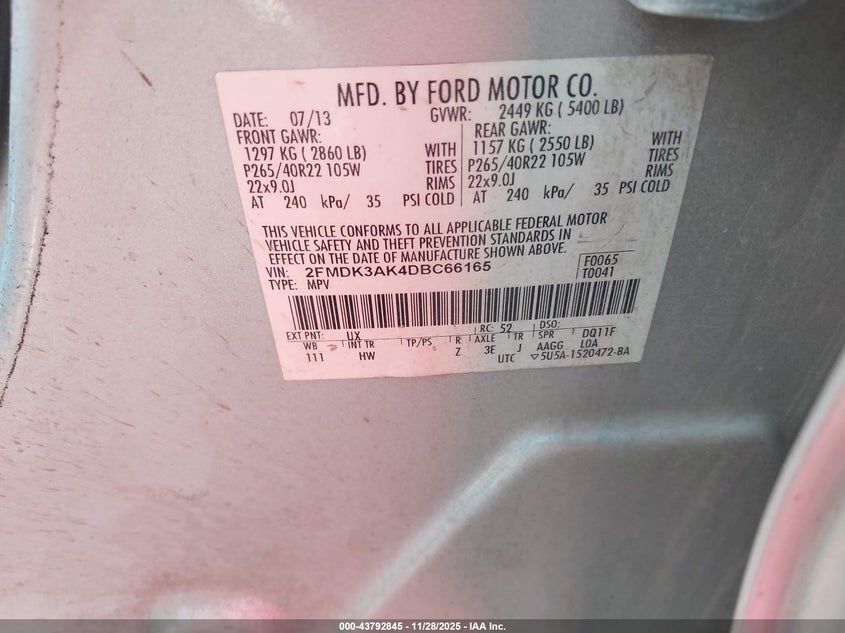 MFD. BY FORD MOTOR CO.
DATE: 07/13 GVWR: 2449 KG ( 5400 LB)
FRONT GAWR: REAR GAWR:
1297 KG ( 2860 LB) WITH 1157 KG ( 2550 LB) WITH
P265/40R22 105W TIRES P265/40R22 105W TIRES
22x9.0J RIMS 22x9.0J RIMS
AT 240 kPa/ 35 PSI COLD AT 240 kPa/ 35 PSI COLD
THIS VEHICLE CONFORMS TO ALL APPLICABLE FEDERAL MOTOR
VEHICLE SAFETY AND THEFT PREVENTION STANDARDS IN
EFFECT ON THE DATE OF MANUFACTURE SHOWN ABOVE.
VIN: 2FMDK3AK4DBC66165 F0065
TYPE: MPV T0041
EXT PNT: UX RC: 52 DSO:
WB INT TR TP/PS R AXLE TR SPR DQ11F
111 HW Z 3E J AAGG LOA
UTC ▽5U5A-1520472-BA
000-43792845 - 11/28/2025 - IAA Inc.